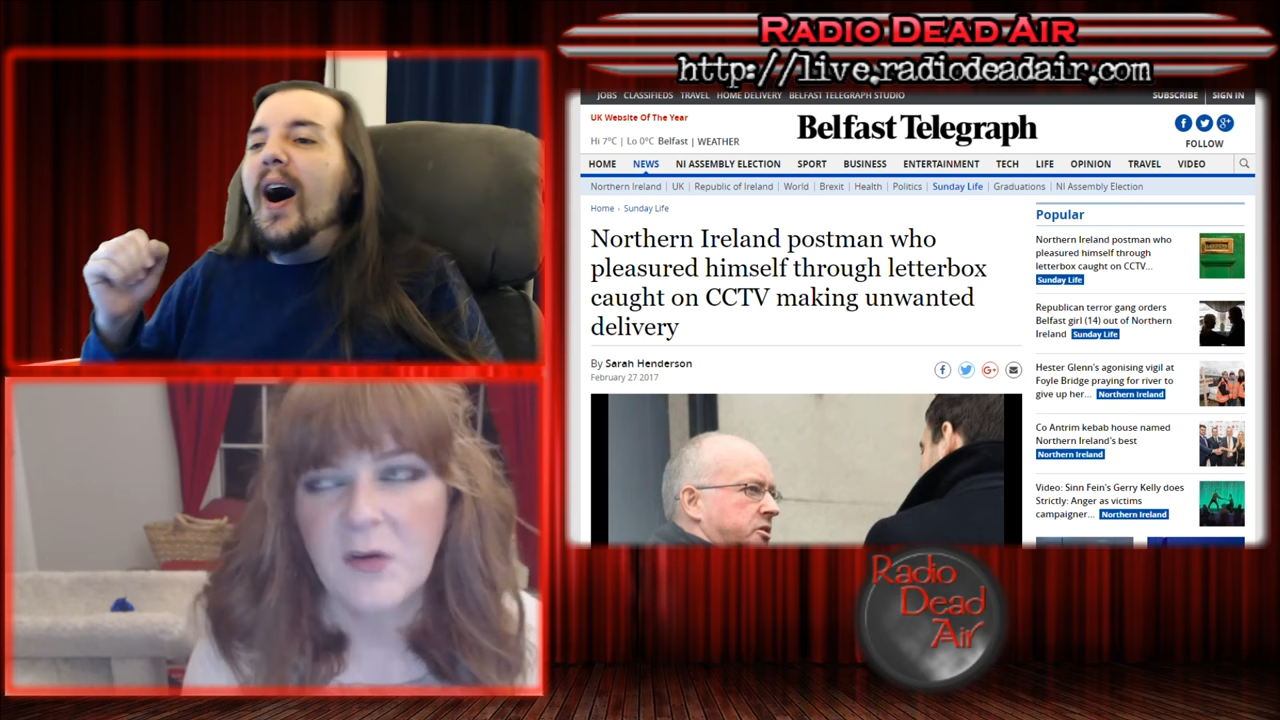 Radio Dead Air
http://live.radiodeadair.com
JOBS CLASSIFIEDS TRAVEL HOME DELIVERY BELFAST TELEGRAPH STUDIO SUBSCRIBE SIGN IN
UK Website Of The Year
Belfast Telegraph
Hi 7°C | Lo 0°C Belfast | WEATHER
FOLLOW
HOME NEWS NI ASSEMBLY ELECTION SPORT BUSINESS ENTERTAINMENT TECH LIFE OPINION TRAVEL VIDEO
Northern Ireland | UK | Republic of Ireland | World | Brexit | Health | Politics | Sunday Life | Graduations | NI Assembly Election
Home › Sunday Life
Northern Ireland postman who
pleasured himself through letterbox
caught on CCTV making unwanted
delivery
By Sarah Henderson
February 27 2017
Popular
Northern Ireland postman who
pleasured himself through
letterbox caught on CCTV...
Sunday Life
Republican terror gang orders
Belfast girl (14) out of Northern
Ireland Sunday Life
Hester Glenn's agonising vigil at
Foyle Bridge praying for river to
give up her... Northern Ireland
Co Antrim kebab house named
Northern Ireland's best
Northern Ireland
Video: Sinn Fein's Gerry Kelly does
Strictly: Anger as victims
campaigner... Northern Ireland
Radio
Dead
Air